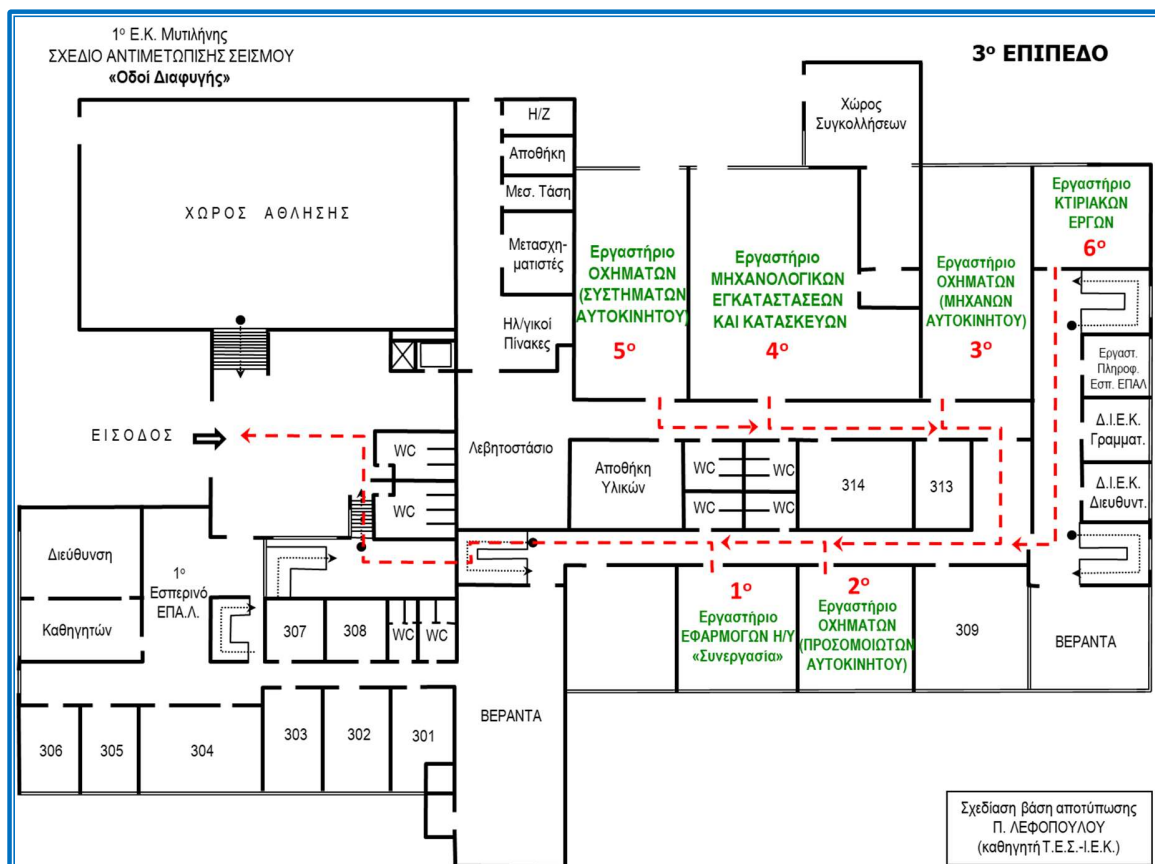 1ο Ε.Κ. Μυτιλήνης
ΣΧΕΔΙΟ ΑΝΤΙΜΕΤΩΠΙΣΗΣ ΣΕΙΣΜΟΥ
«Οδοί Διαφυγής»
3ο ΕΠΙΠΕΔΟ
ΧΩΡΟΣ ΑΘΛΗΣΗΣ
Η/Ζ
Αποθήκη
Μεσ. Τάση
Μετασχη-
ματιστές
Ηλ/γικοί
Πίνακες
Χώρος
Συγκολλήσεων
Εργαστήριο
ΟΧΗΜΑΤΩΝ
(ΣΥΣΤΗΜΑΤΩΝ
ΑΥΤΟΚΙΝΗΤΟΥ)
5ο
Εργαστήριο
ΜΗΧΑΝΟΛΟΓΙΚΩΝ
ΕΓΚΑΤΑΣΤΑΣΕΩΝ
ΚΑΙ ΚΑΤΑΣΚΕΥΩΝ
4ο
Εργαστήριο
ΟΧΗΜΑΤΩΝ
(ΜΗΧΑΝΩΝ
ΑΥΤΟΚΙΝΗΤΟΥ)
3ο
Εργαστήριο
ΚΤΙΡΙΑΚΩΝ
ΕΡΓΩΝ
6ο
Εργαστ.
Πληροφ.
Εσπ. ΕΠΑΛ
Δ.Ι.Ε.Κ.
Γραμματ.
Δ.Ι.Ε.Κ.
Διευθυντ.
ΕΙΣΟΔΟΣ
WC
WC
Λεβητοστάσιο
Αποθήκη
Υλικών
WC
WC
WC
WC
314
313
Διεύθυνση
Καθηγητών
1ο
Εσπερινό
ΕΠΑ.Λ.
307
308
WC
WC
1ο
Εργαστήριο
ΕΦΑΡΜΟΓΩΝ Η/Υ
«Συνεργασία»
2ο
Εργαστήριο
ΟΧΗΜΑΤΩΝ
(ΠΡΟΣΟΜΟΙΩΤΩΝ
ΑΥΤΟΚΙΝΗΤΟΥ)
309
ΒΕΡΑΝΤΑ
306
305
304
303
302
301
ΒΕΡΑΝΤΑ
Σχεδίαση βάση αποτύπωσης
Π. ΛΕΦΟΠΟΥΛΟΥ
(καθηγητή Τ.Ε.Σ.-Ι.Ε.Κ.)